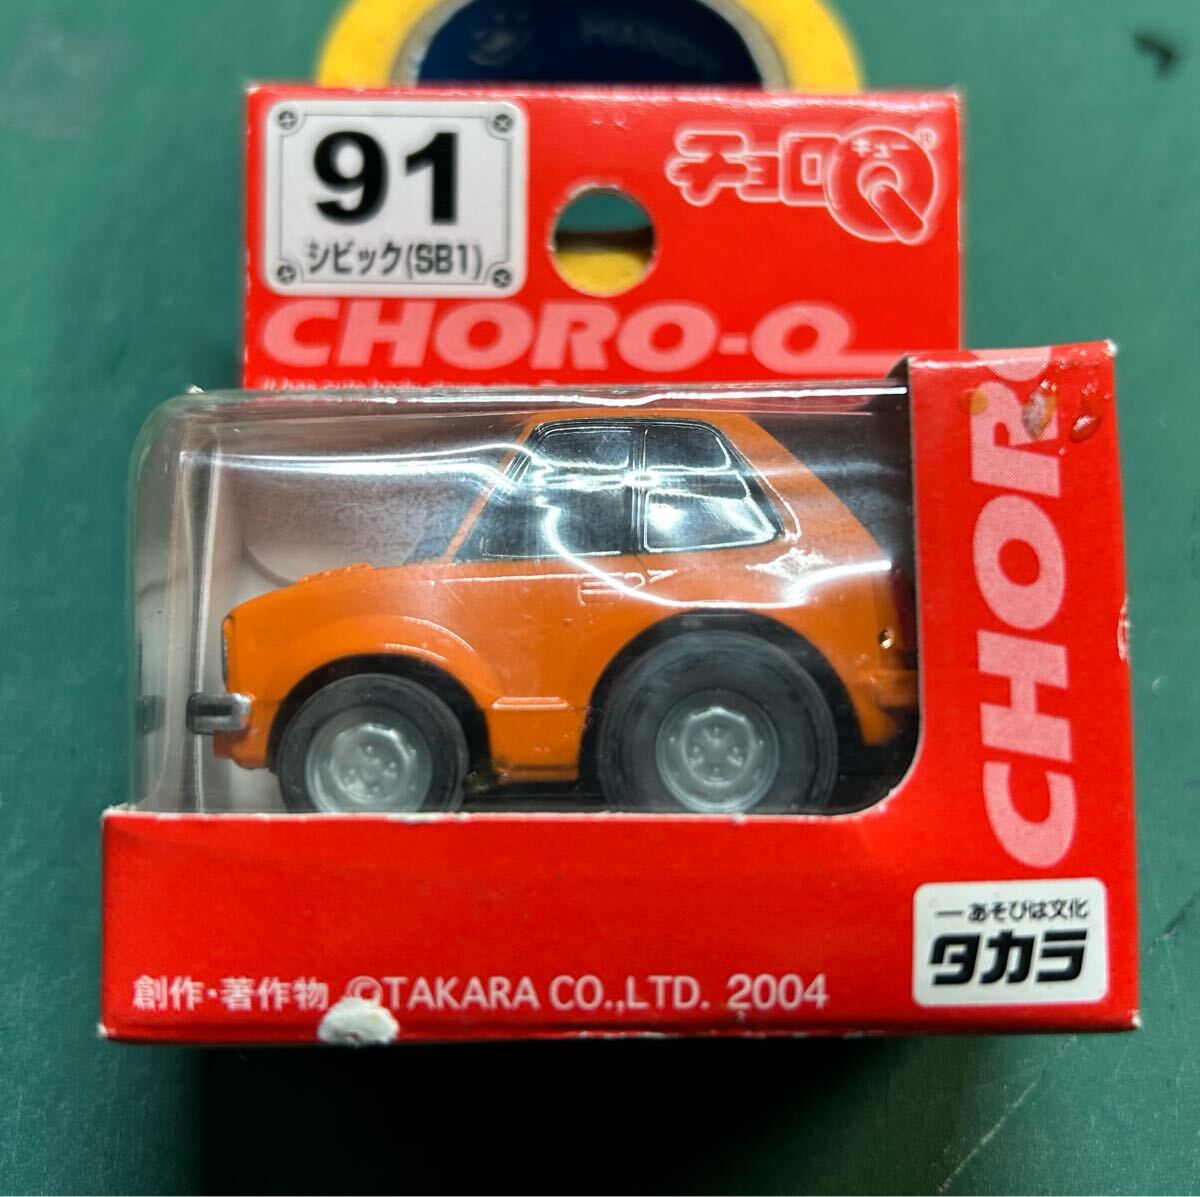 91
シビック(SB1)
チョロQ
キュー
®
CHORO-Q
CHOR
あそびは文化
タカラ
創作・著作物 ©TAKARA CO.,LTD. 2004